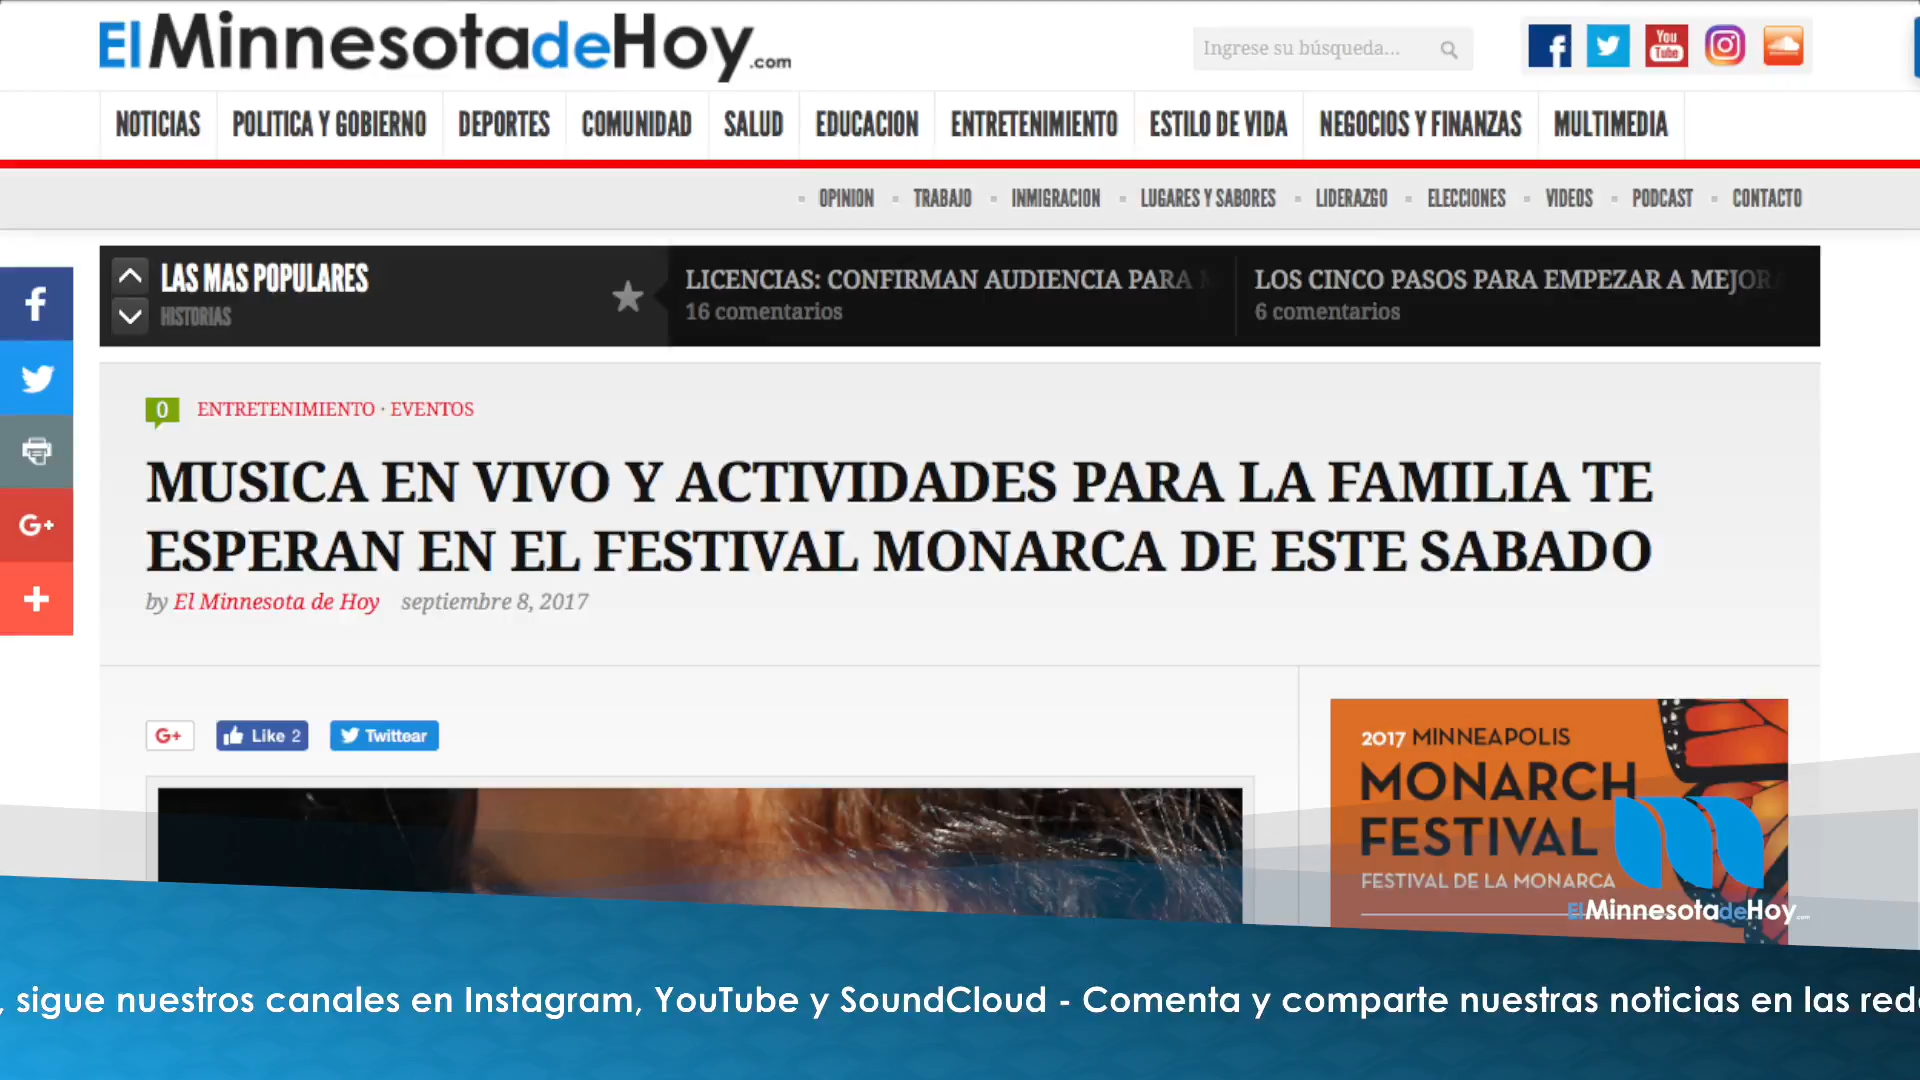 ElMinnesotadeHoy.com
Ingrese su búsqueda...
You
Tube
NOTICIAS POLITICA Y GOBIERNO DEPORTES COMUNIDAD SALUD EDUCACION ENTRETENIMIENTO ESTILO DE VIDA NEGOCIOS Y FINANZAS MULTIMEDIA
OPINION TRABAJO INMIGRACION LUGARES Y SABORES LIDERAZGO ELECCIONES VIDEOS PODCAST CONTACTO
LAS MAS POPULARES
HISTORIAS
LICENCIAS: CONFIRMAN AUDIENCIA PARA
16 comentarios
LOS CINCO PASOS PARA EMPEZAR A MEJOR
6 comentarios
0 ENTRETENIMIENTO · EVENTOS
MUSICA EN VIVO Y ACTIVIDADES PARA LA FAMILIA TE
ESPERAN EN EL FESTIVAL MONARCA DE ESTE SABADO
by El Minnesota de Hoy septiembre 8, 2017
G+
G+ Like 2 Twittear
2017 MINNEAPOLIS
MONARCH
FESTIVAL
FESTIVAL DE LA MONARCA
ElMinnesotadeHoy.com
, sigue nuestros canales en Instagram, YouTube y SoundCloud - Comenta y comparte nuestras noticias en las rede